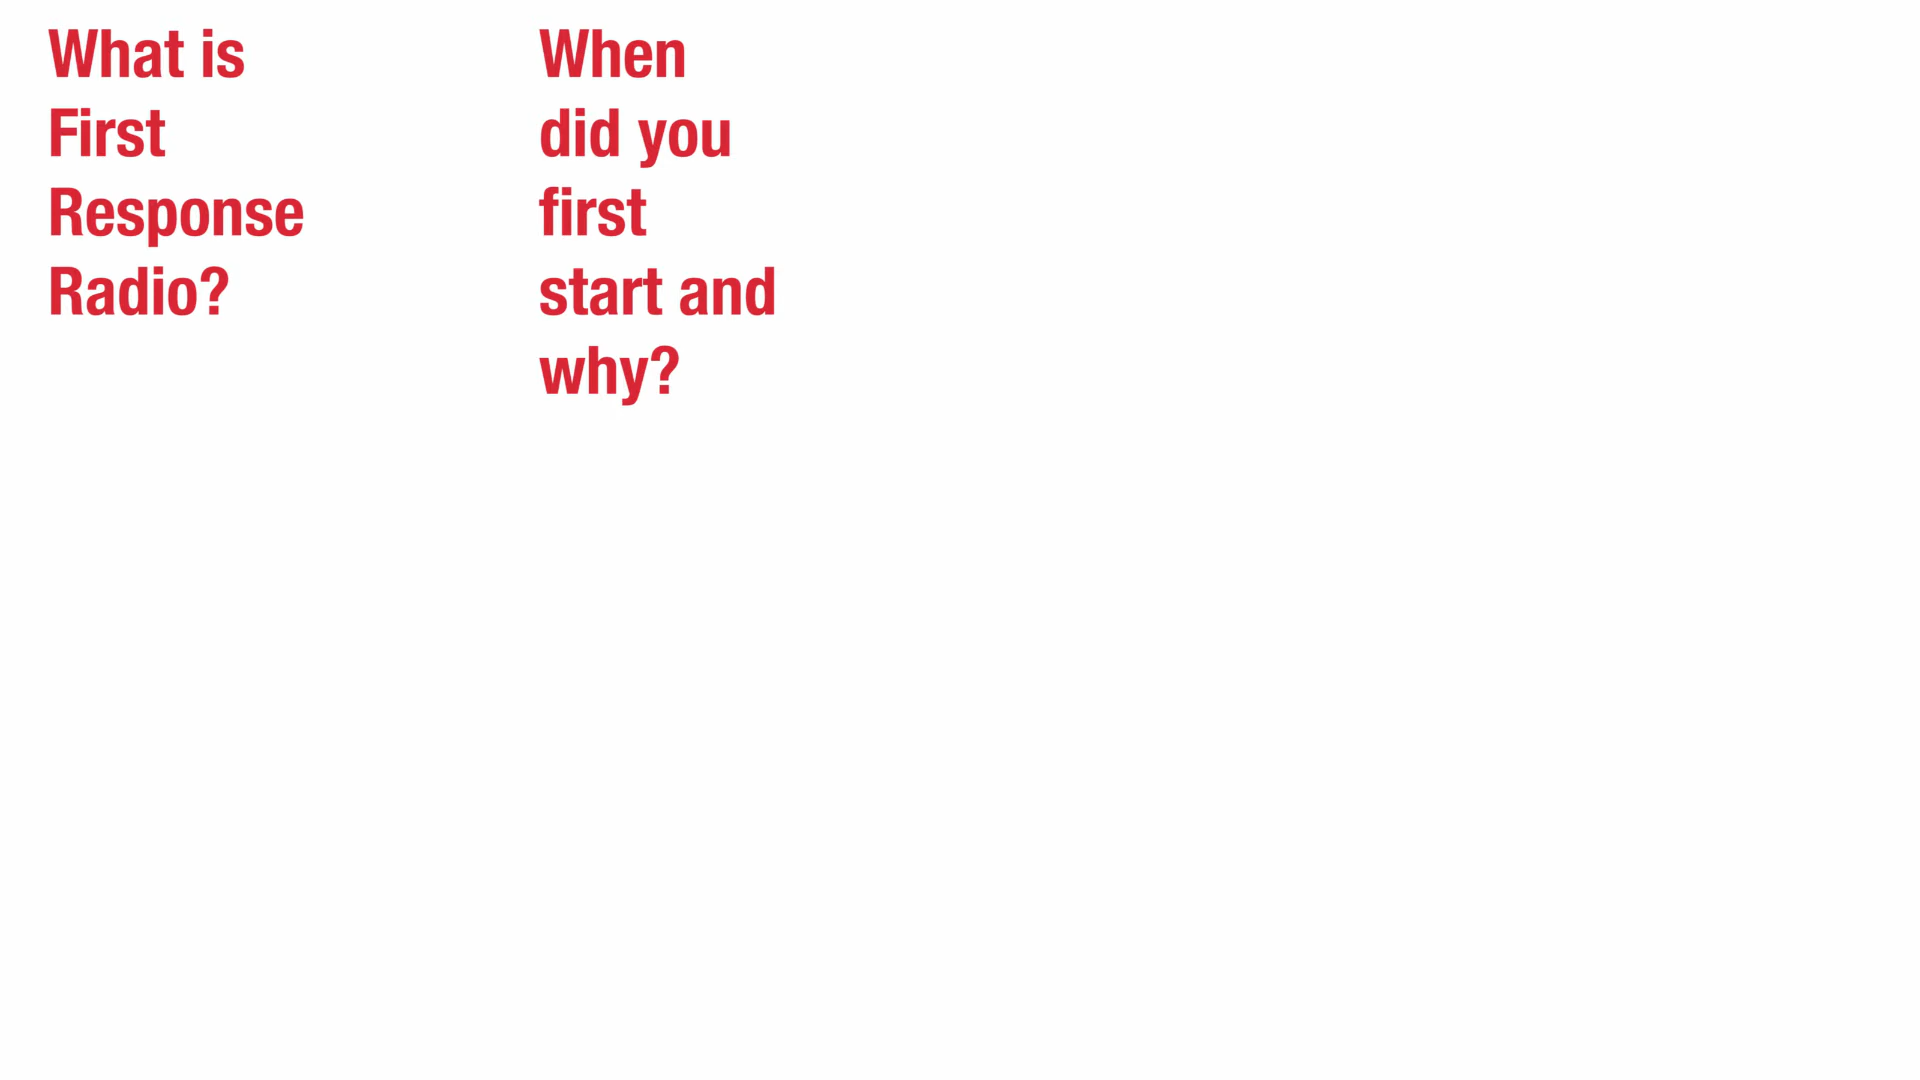 What is
First
Response
Radio?
When
did you
first
start and
why?